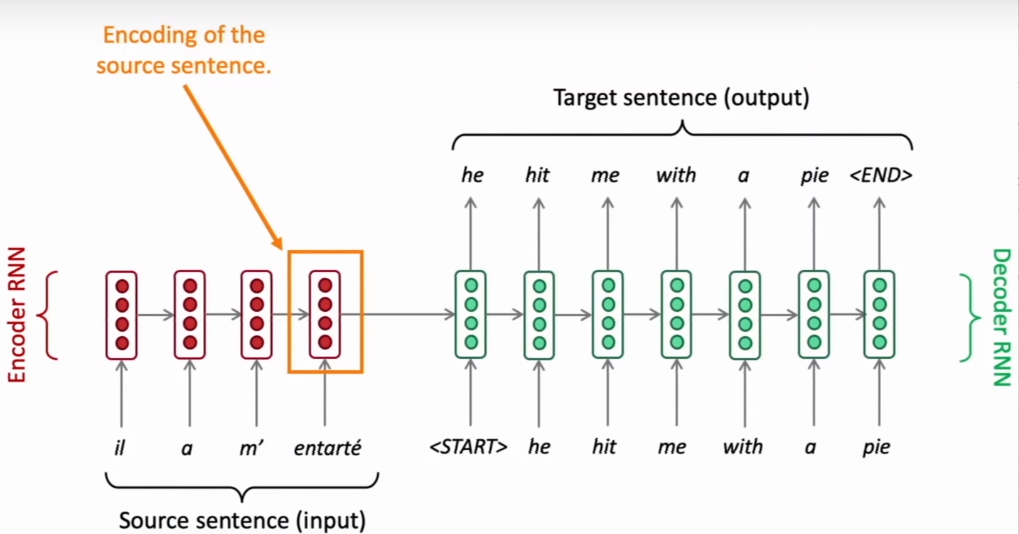 Encoding of the
source sentence.
Target sentence (output)
he hit me with a pie <END>
Encoder RNN
Decoder RNN
il a m’ entarté
<START> he hit me with a pie
Source sentence (input)